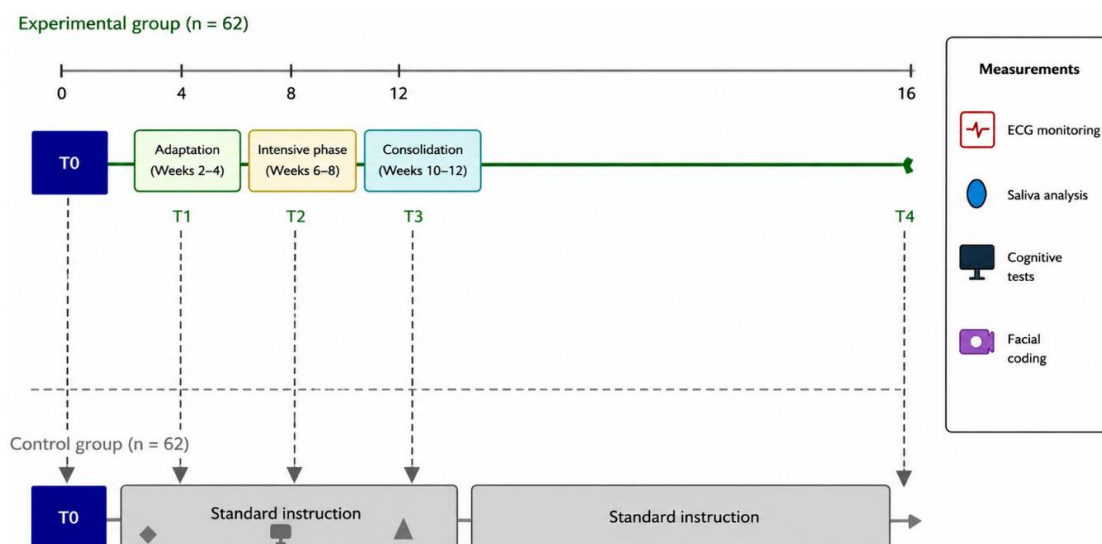 Experimental group (n = 62)
0 4 8 12 16
Measurements
T0
Adaptation
(Weeks 2–4)
Intensive phase
(Weeks 6–8)
Consolidation
(Weeks 10–12)
T1 T2 T3 T4
ECG monitoring
Saliva analysis
Cognitive
tests
Facial
coding
Control group (n = 62)
T0
Standard instruction
Standard instruction